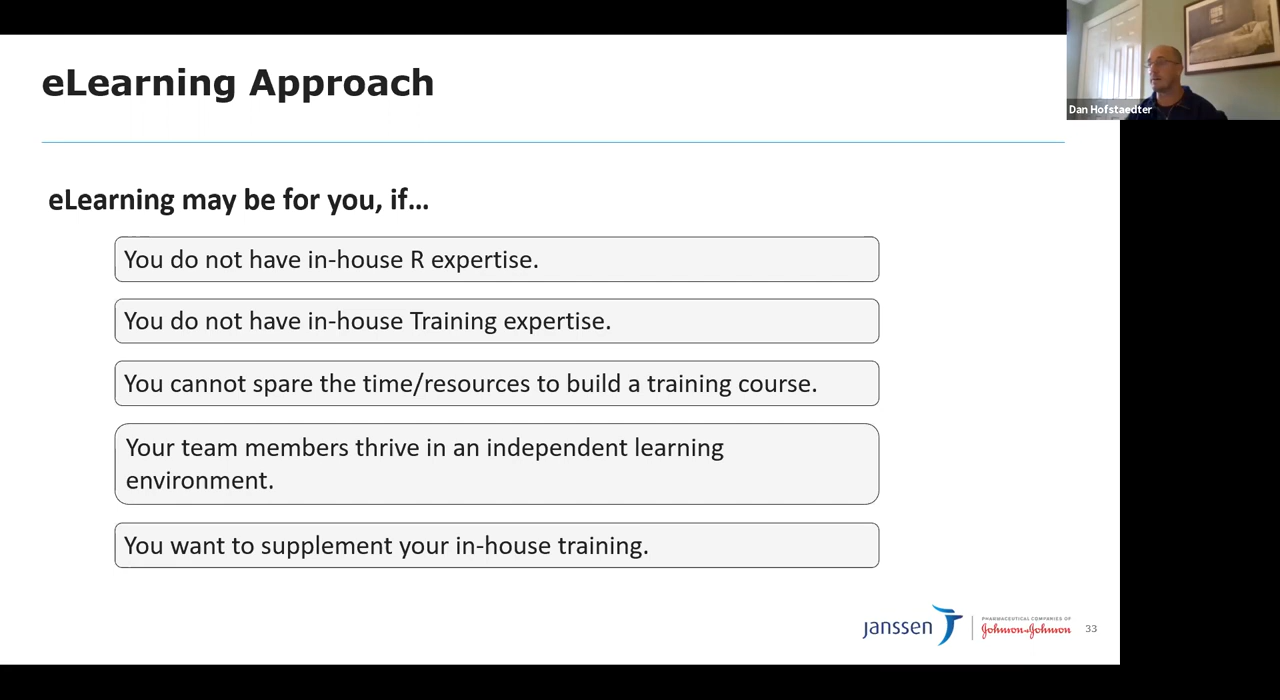 eLearning Approach
Dan Hofstaedter
eLearning may be for you, if...
You do not have in-house R expertise.
You do not have in-house Training expertise.
You cannot spare the time/resources to build a training course.
Your team members thrive in an independent learning
environment.
You want to supplement your in-house training.
janssen
PHARMACEUTICAL COMPANIES OF
Johnson & Johnson
33